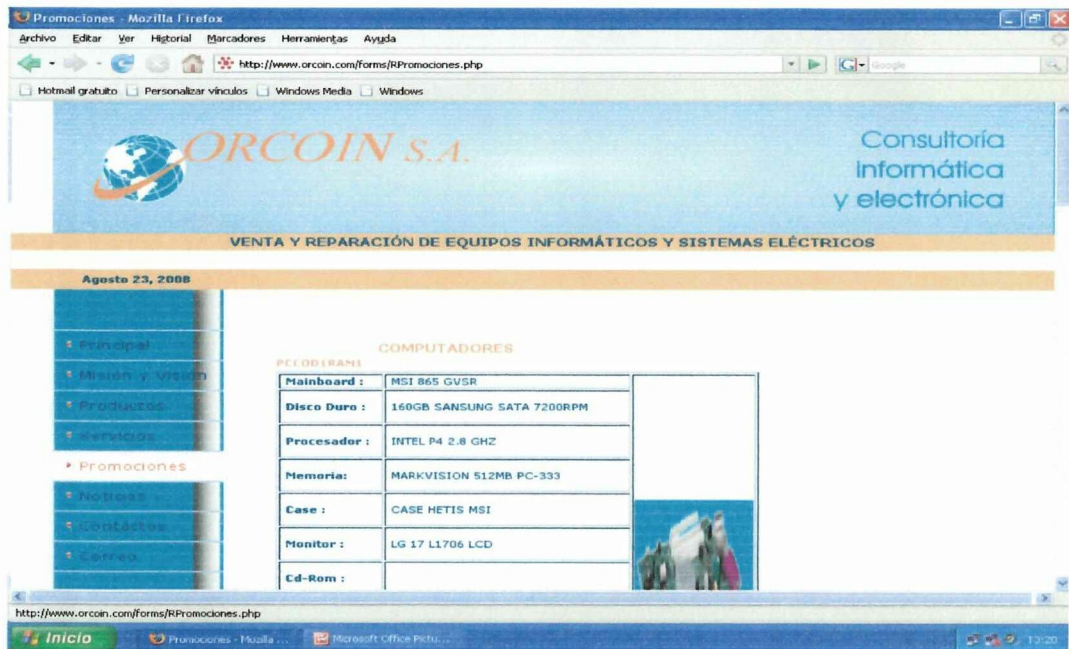 Promociones - Mozilla Firefox
Archivo Editar Ver Historial Marcadores Herramientas Ayuda
http://www.orcoin.com/forms/RPromociones.php
G Google
Hotmail gratuito Personalizar vínculos Windows Media Windows
ORCOIN S.A.
Consultoría
informática
y electrónica
VENTA Y REPARACIÓN DE EQUIPOS INFORMÁTICOS Y SISTEMAS ELÉCTRICOS
Agosto 23, 2008
Principal
Misión y Visión
Productos
Servicios
Promociones
Noticias
Contactos
Correo
COMPUTADORES
Mainboard : MSI 865 GVSR
Disco Duro : 160GB SANSUNG SATA 7200RPM
Procesador : INTEL P4 2.8 GHZ
Memoria: MARKVISION 512MB PC-333
Case : CASE HETIS MSI
Monitor : LG 17 L1706 LCD
Cd-Rom :
http://www.orcoin.com/forms/RPromociones.php
Inicio Promociones - Mozilla ... Microsoft Office Pictu... 13:20